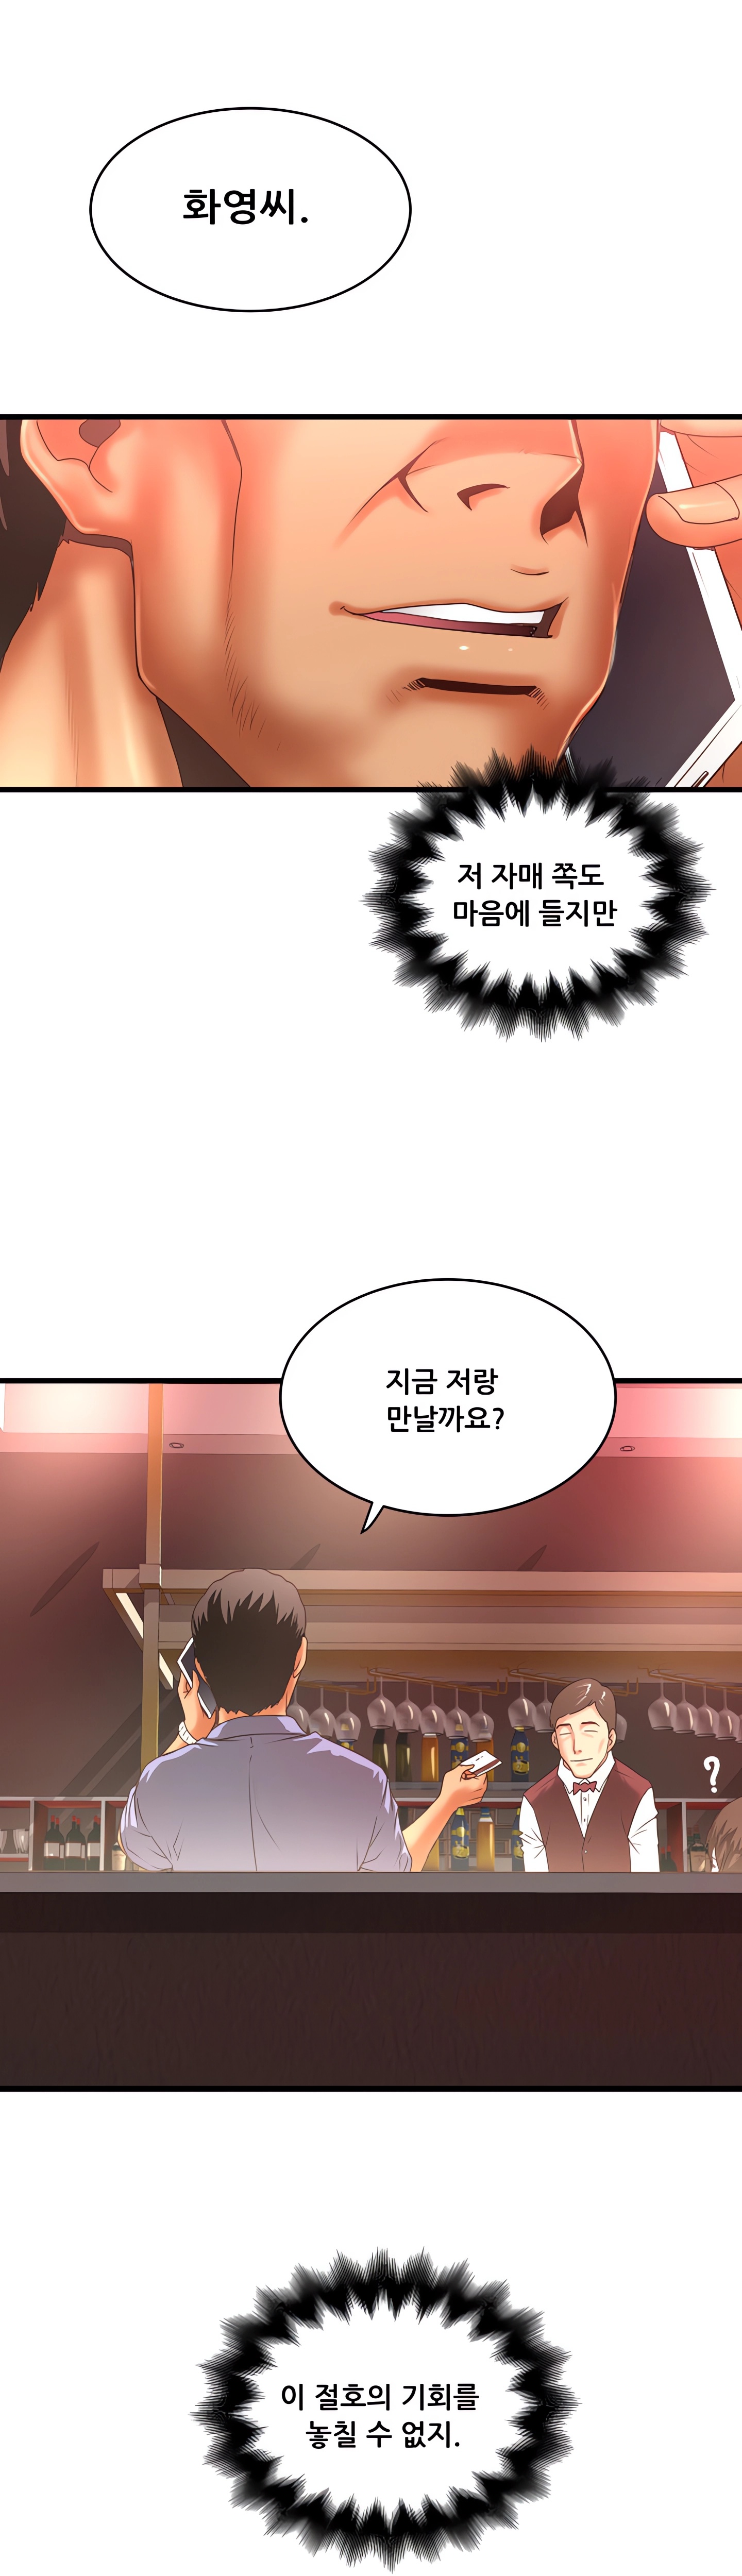 화영씨.
저 자매 쪽도
마음에 들지만
지금 저랑
만날까요?
?
이 절호의 기회를
놓칠 수 없지.